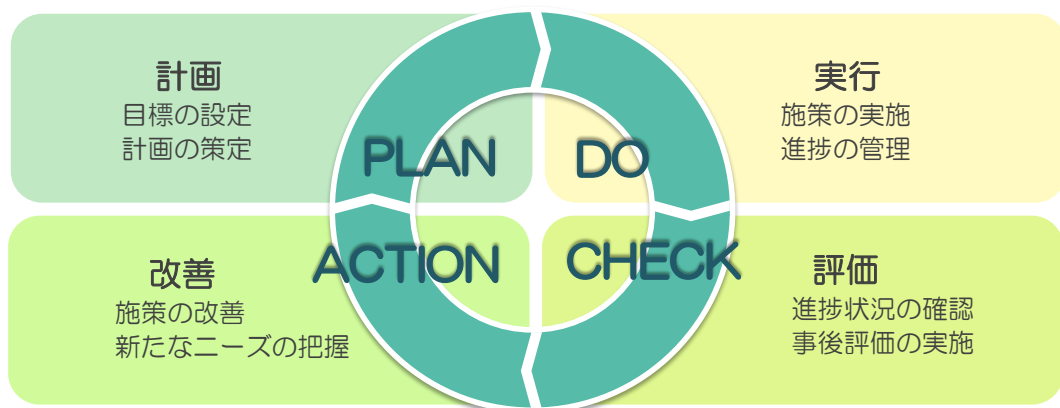 計画
目標の設定
計画の策定
PLAN
実行
施策の実施
進捗の管理
DO
改善
施策の改善
新たなニーズの把握
ACTION
評価
進捗状況の確認
事後評価の実施
CHECK